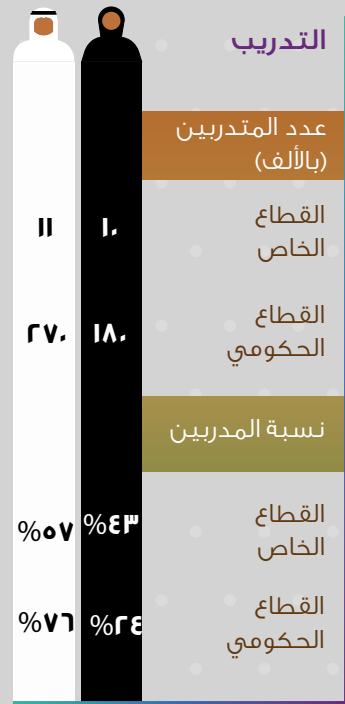 التدريب
عدد المتدربين
(بالألف)
القطاع
الخاص
١٠ ١١
القطاع
الحكومي
١٨٠ ٢٧٠
نسبة المدربين
القطاع
الخاص
٤٣% ٥٧%
القطاع
الحكومي
٢٤% ٧٦%